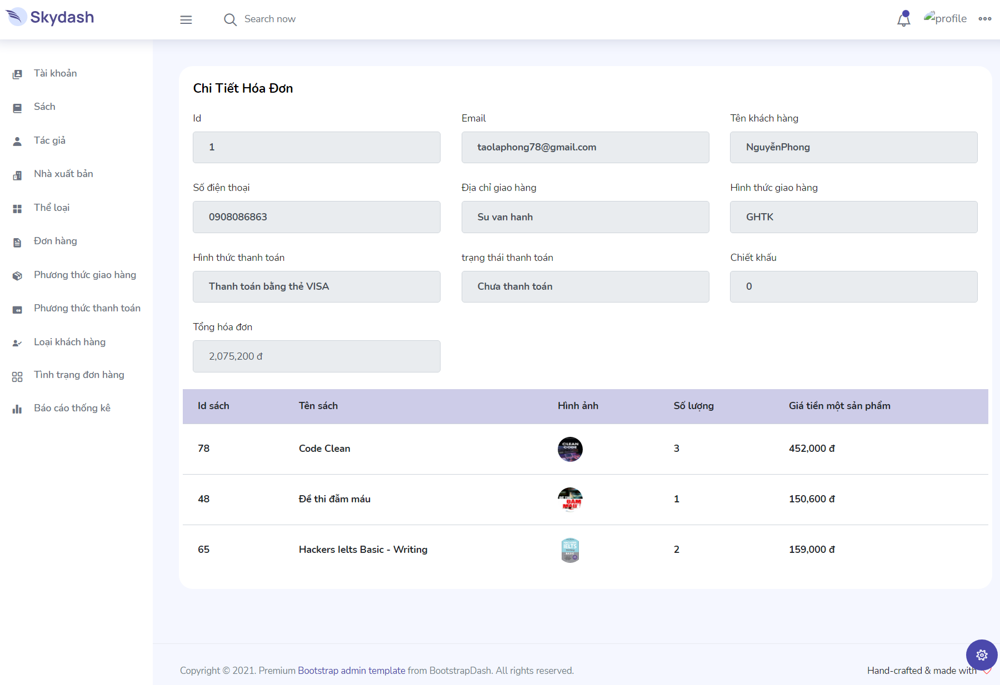 Skydash
Search now
profile
Tài khoản
Sách
Tác giả
Nhà xuất bản
Thể loại
Đơn hàng
Phương thức giao hàng
Phương thức thanh toán
Loại khách hàng
Tình trạng đơn hàng
Báo cáo thống kê
Chi Tiết Hóa Đơn
Id Email Tên khách hàng
1 taolaphong78@gmail.com NguyễnPhong
Số điện thoại Địa chỉ giao hàng Hình thức giao hàng
0908086863 Su van hanh GHTK
Hình thức thanh toán trạng thái thanh toán Chiết khấu
Thanh toán bằng thẻ VISA Chưa thanh toán 0
Tổng hóa đơn
2,075,200 đ
Id sách Tên sách Hình ảnh Số lượng Giá tiền một sản phẩm
78 Code Clean CLEAN CODE 3 452,000 đ
48 Đề thi đẫm máu 1 150,600 đ
65 Hackers Ielts Basic - Writing HACKERS IELTS Writing BASIC 2 159,000 đ
Copyright © 2021. Premium Bootstrap admin template from BootstrapDash. All rights reserved.
Hand-crafted & made with